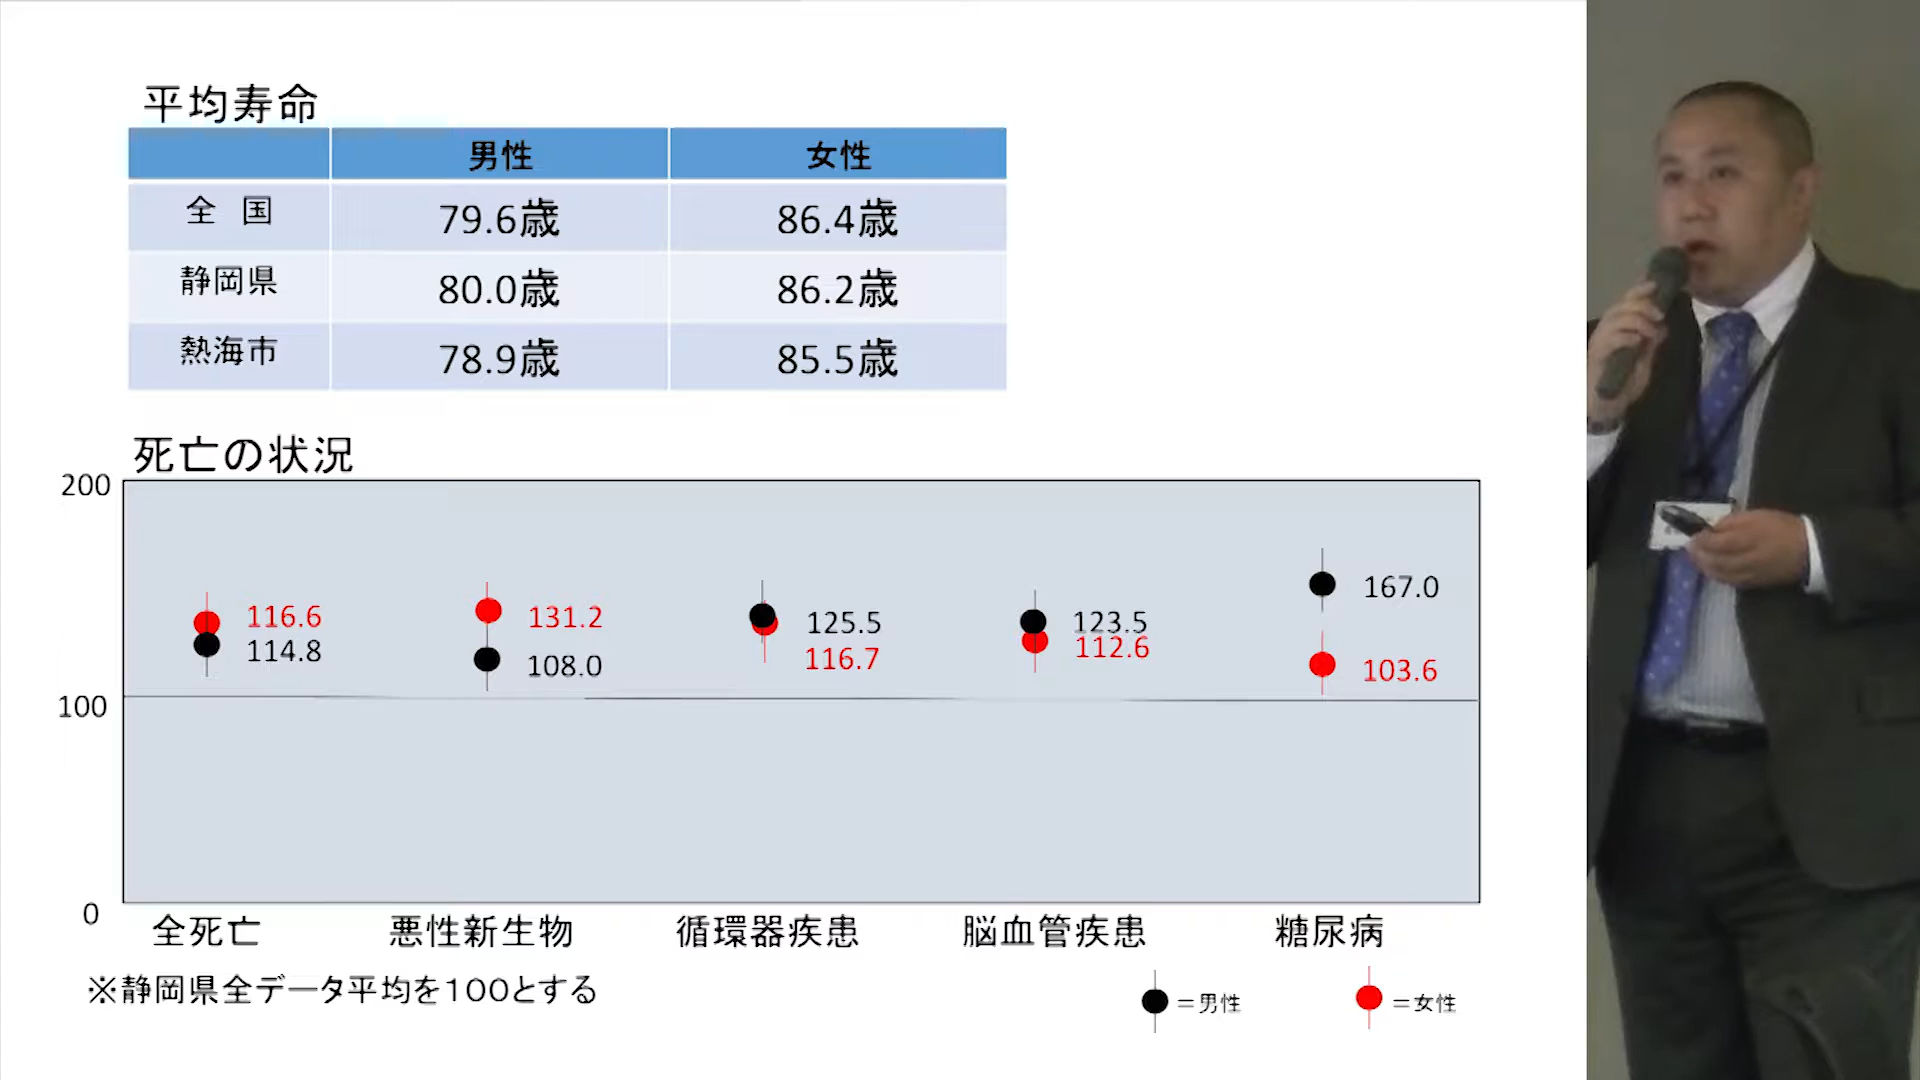 平均寿命
男性 女性
全 国 79.6歳 86.4歳
静岡県 80.0歳 86.2歳
熱海市 78.9歳 85.5歳
死亡の状況
200
100
0
116.6
114.8
131.2
108.0
125.5
116.7
123.5
112.6
167.0
103.6
全死亡 悪性新生物 循環器疾患 脳血管疾患 糖尿病
※静岡県全データ平均を100とする
=男性 =女性